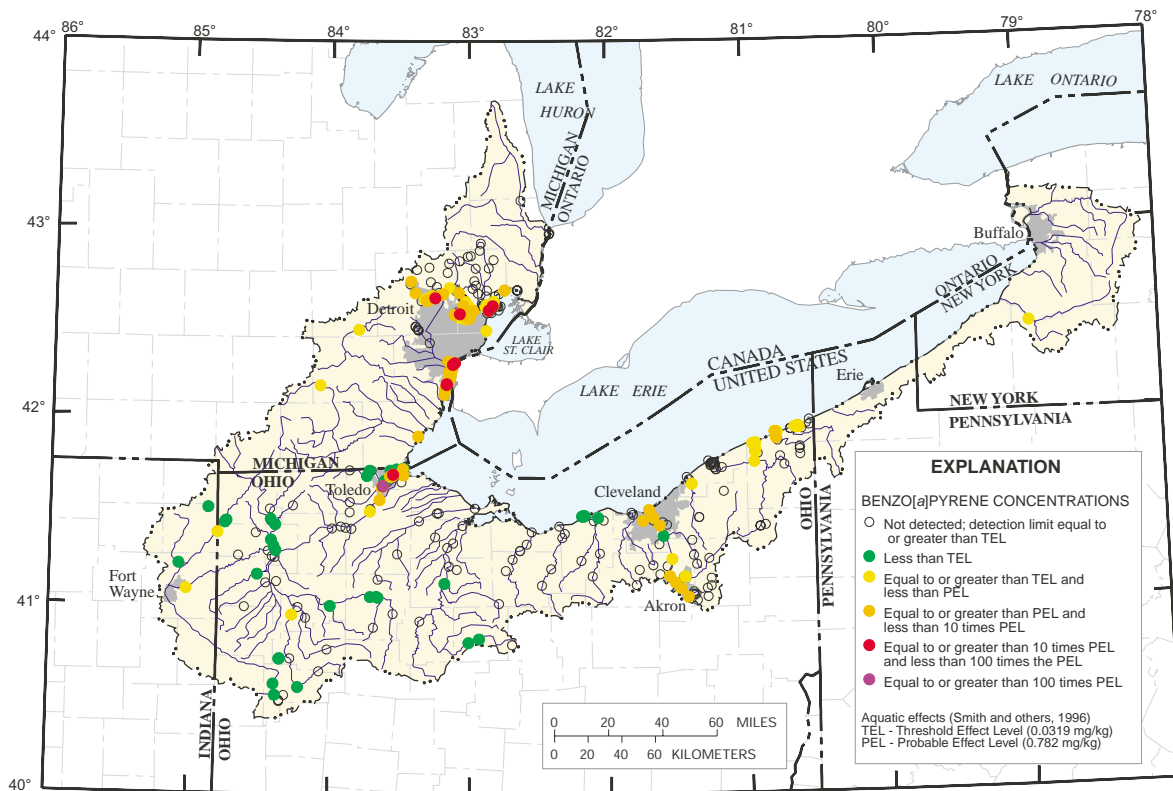 86°
85°
84°
83°
82°
81°
80°
79°
78°
44°
43°
42°
41°
40°
LAKE
HURON
LAKE ONTARIO
MICHIGAN
ONTARIO
Buffalo
ONTARIO
NEW YORK
Detroit
LAKE
ST. CLAIR
CANADA
UNITED STATES
LAKE ERIE
Erie
NEW YORK
PENNSYLVANIA
MICHIGAN
OHIO
Toledo
Cleveland
OHIO
PENNSYLVANIA
Fort
Wayne
Akron
INDIANA
OHIO
0 20 40 60 MILES
0 20 40 60 KILOMETERS
EXPLANATION
BENZO[a]PYRENE CONCENTRATIONS
Not detected; detection limit equal to
or greater than TEL
Less than TEL
Equal to or greater than TEL and
less than PEL
Equal to or greater than PEL and
less than 10 times PEL
Equal to or greater than 10 times PEL
and less than 100 times the PEL
Equal to or greater than 100 times PEL
Aquatic effects (Smith and others, 1996)
TEL - Threshold Effect Level (0.0319 mg/kg)
PEL - Probable Effect Level (0.782 mg/kg)